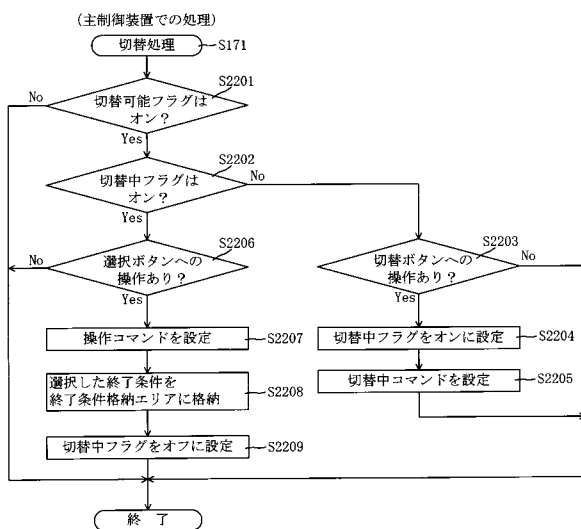 (主制御装置での処理)
切替処理
S171
S2201
No
切替可能フラグは
オン?
Yes
S2202
切替中フラグは
オン?
No
Yes
S2206
No
選択ボタンへの
操作あり?
Yes
S2203
切替ボタンへの
操作あり?
No
Yes
操作コマンドを設定
S2207
切替中フラグをオンに設定
S2204
選択した終了条件を
終了条件格納エリアに格納
S2208
切替中コマンドを設定
S2205
切替中フラグをオフに設定
S2209
終了